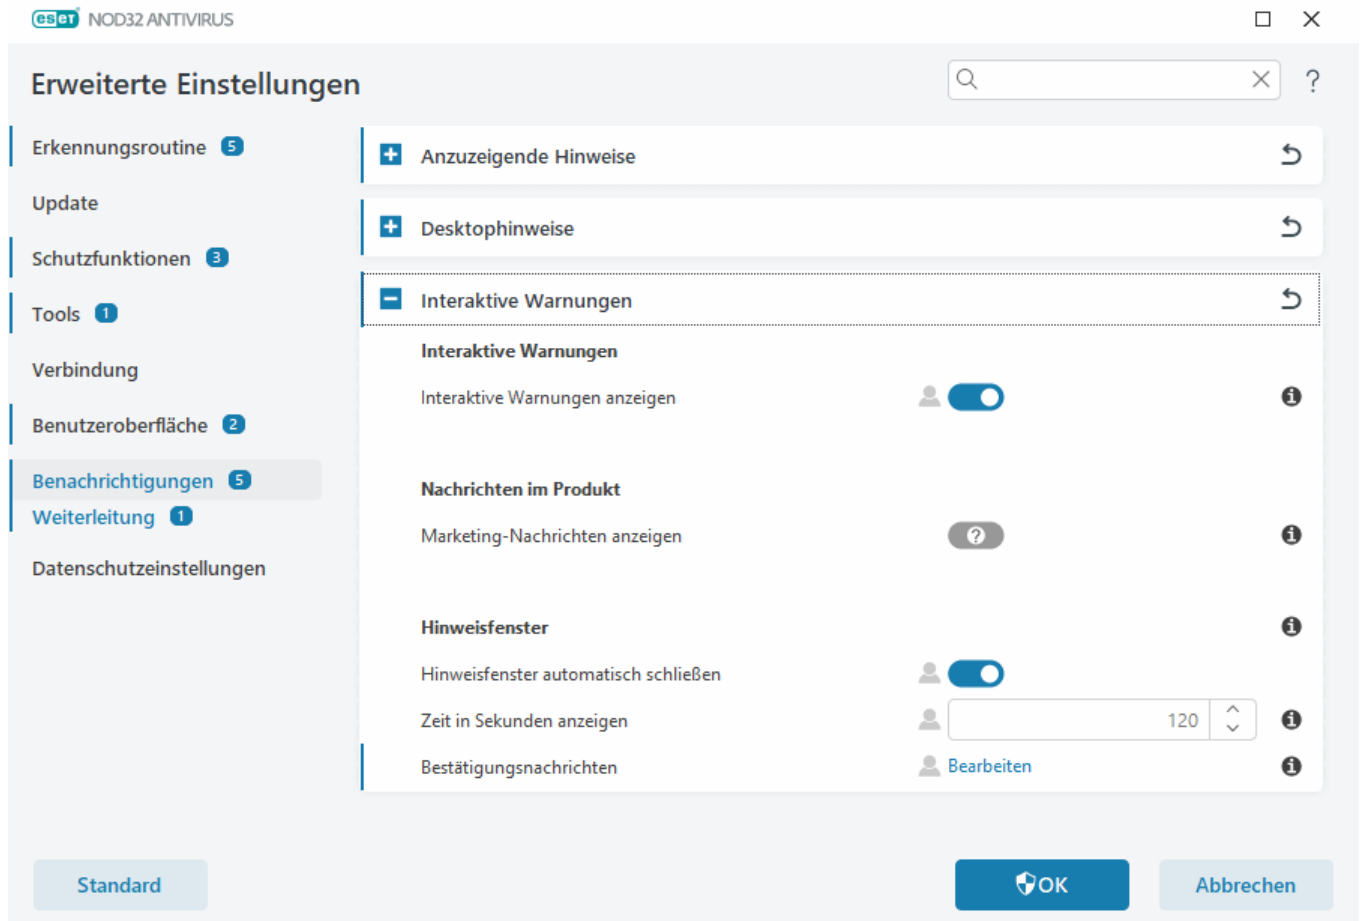 eset NOD32 ANTIVIRUS
Erweiterte Einstellungen
?
Erkennungsroutine 5
Update
Schutzfunktionen 3
Tools 1
Verbindung
Benutzeroberfläche 2
Benachrichtigungen 5
Weiterleitung 1
Datenschutzeinstellungen
Anzuzeigende Hinweise
Desktophinweise
Interaktive Warnungen
Interaktive Warnungen
Interaktive Warnungen anzeigen
Nachrichten im Produkt
Marketing-Nachrichten anzeigen ?
Hinweisfenster
Hinweisfenster automatisch schließen
Zeit in Sekunden anzeigen 120
Bestätigungsnachrichten Bearbeiten
Standard OK Abbrechen